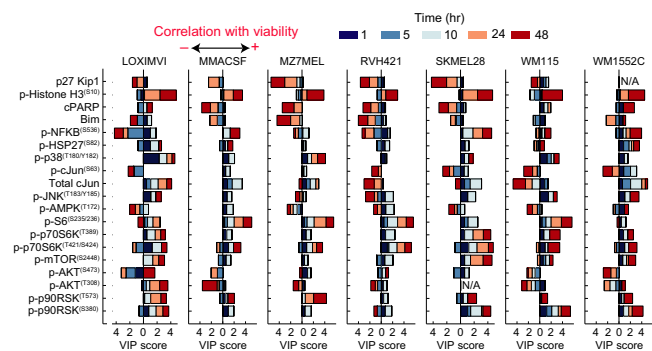 Correlation with viability
− +
Time (hr)
1 5 10 24 48
LOXIMVI MMACSF MZ7MEL RVH421 SKMEL28 WM115 WM1552C
p27 Kip1 N/A
p-Histone H3(S10)
cPARP
Bim
p-NFKB(S536)
p-HSP27(S82)
p-p38(T180/Y182)
p-cJun(S63)
Total cJun
p-JNK(T183/Y185)
p-AMPK(T172)
p-S6(S235/236)
p-p70S6K(T389)
p-p70S6K(T421/S424)
p-mTOR(S2448)
p-AKT(S473)
p-AKT(T308) N/A
p-p90RSK(T573)
p-p90RSK(S380)
4 2 0 2 4 4 2 0 2 4 4 2 0 2 4 4 2 0 2 4 4 2 0 2 4 4 2 0 2 4 4 2 0 2 4
VIP score VIP score VIP score VIP score VIP score VIP score VIP score